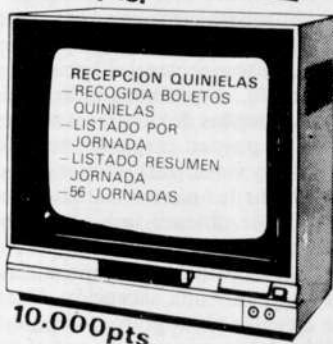 RECEPCION QUINIELAS
—RECOGIDA BOLETOS
QUINIELAS
—LISTADO POR
JORNADA
—LISTADO RESUMEN
JORNADA
—56 JORNADAS
10.000pts